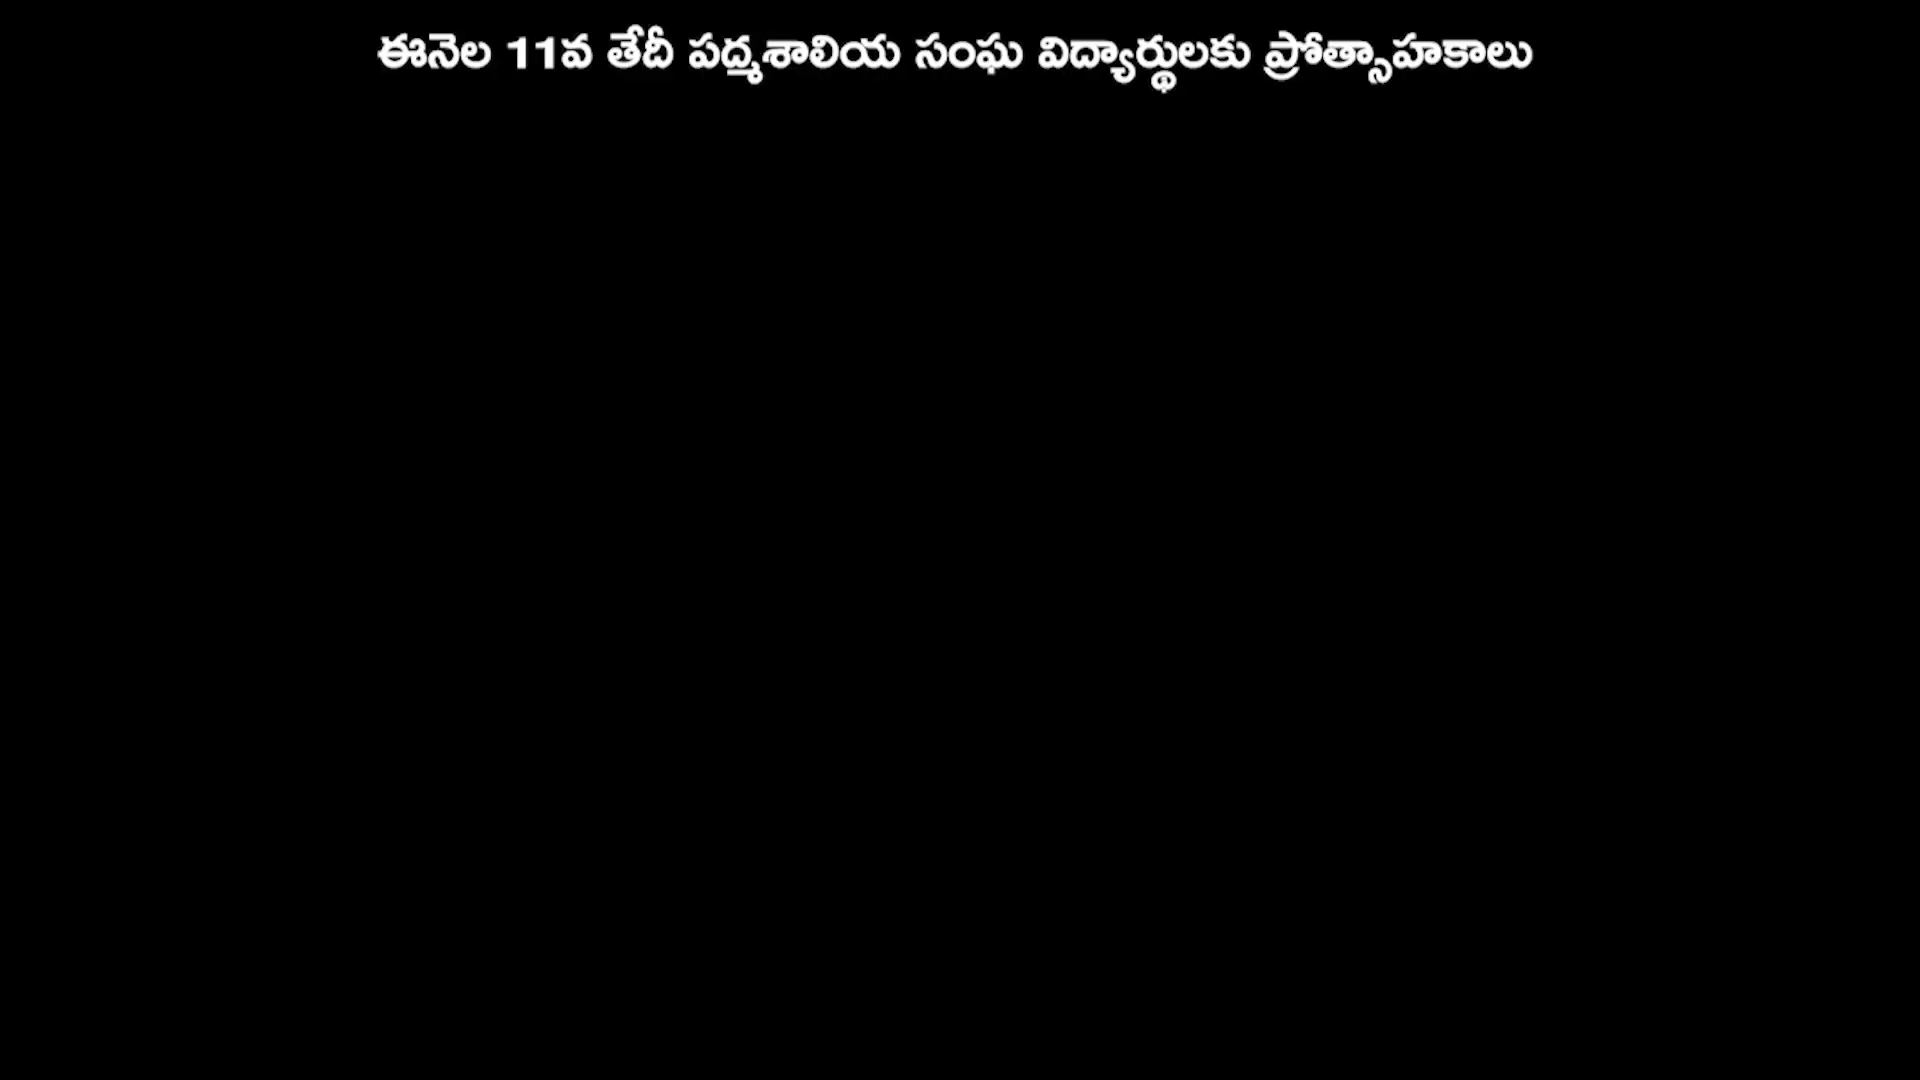 ఈనెల 11వ తేదీ పద్మశాలియ సంఘ విద్యార్థులకు ప్రోత్సాహకాలు